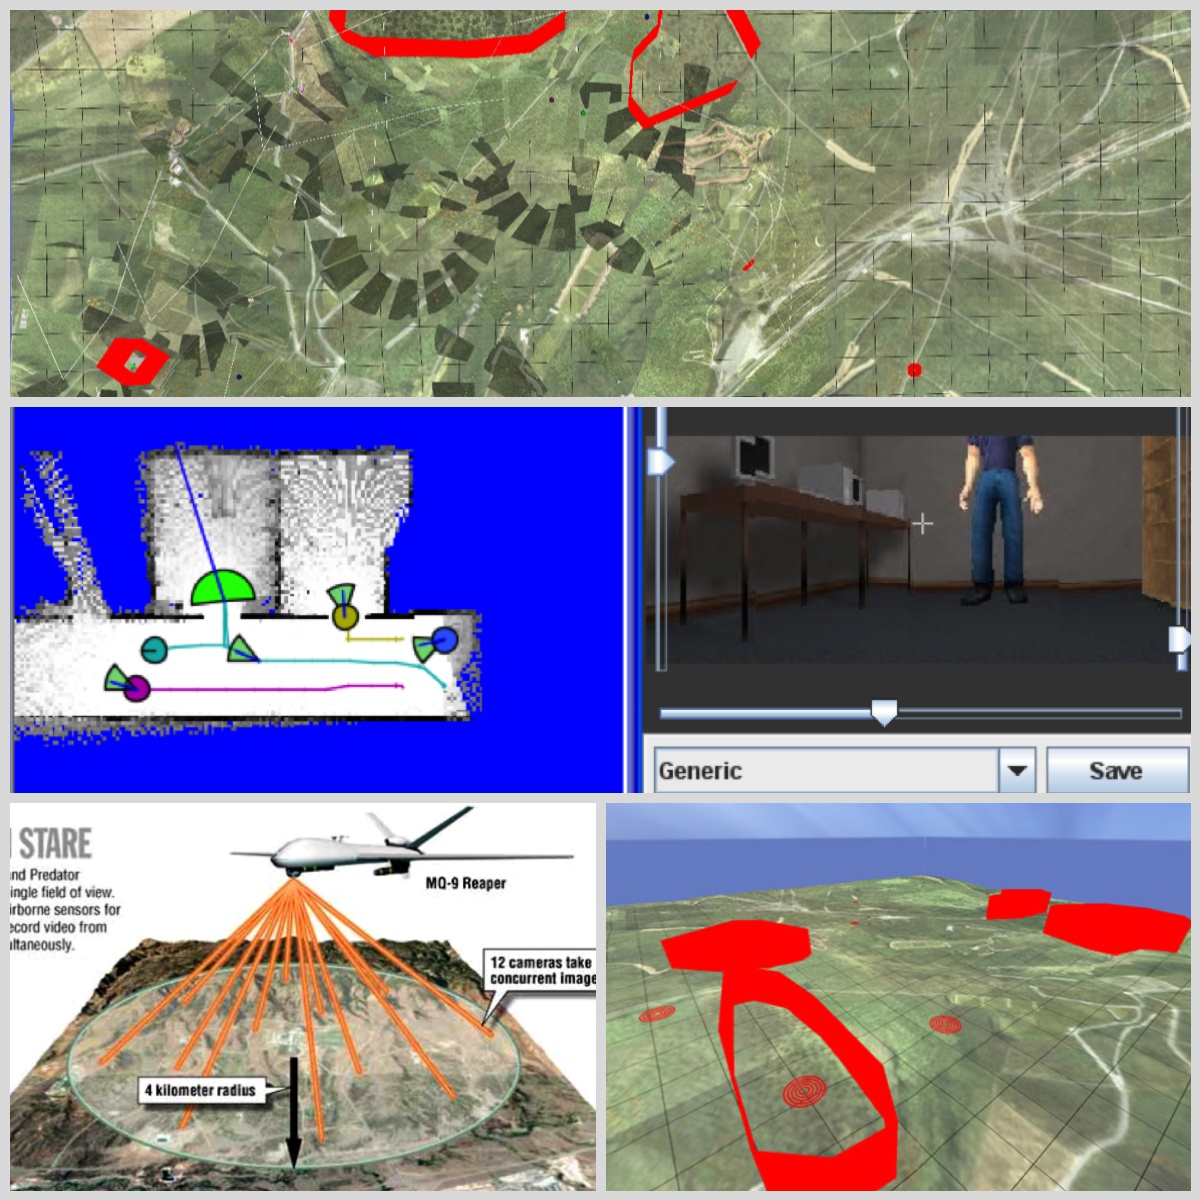 Generic
Save
STARE
and Predator
ingle field of view.
irborne sensors for
ecord video from
ultaneously.
MQ-9 Reaper
12 cameras take
concurrent image
4 kilometer radius